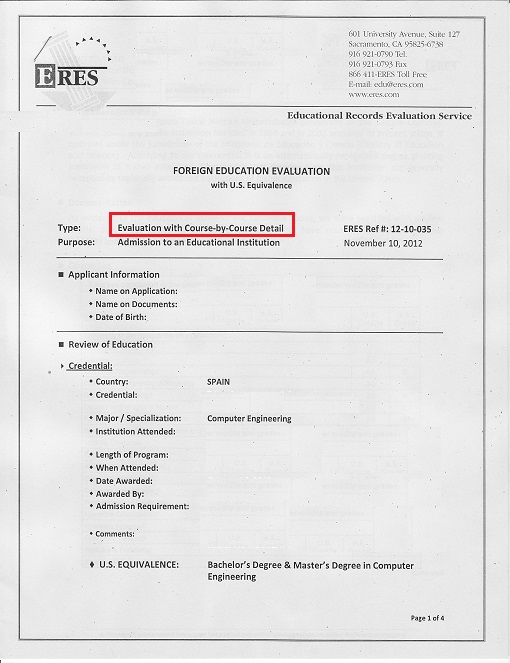 601 University Avenue, Suite 127
Sacramento, CA 95825-6738
916 921-0790 Tel.
916 921-0793 Fax
866 411-ERES Toll Free
E-mail: edu@eres.com
www.eres.com
ERES
Educational Records Evaluation Service
FOREIGN EDUCATION EVALUATION
with U.S. Equivalence
Type: Evaluation with Course-by-Course Detail ERES Ref #: 12-10-035
Purpose: Admission to an Educational Institution November 10, 2012
■ Applicant Information
• Name on Application:
• Name on Documents:
• Date of Birth:
■ Review of Education
▸ Credential:
• Country: SPAIN
• Credential:
• Major / Specialization: Computer Engineering
• Institution Attended:
• Length of Program:
• When Attended:
• Date Awarded:
• Awarded By:
• Admission Requirement:
• Comments:
♦ U.S. EQUIVALENCE: Bachelor's Degree & Master's Degree in Computer
Engineering
Page 1 of 4